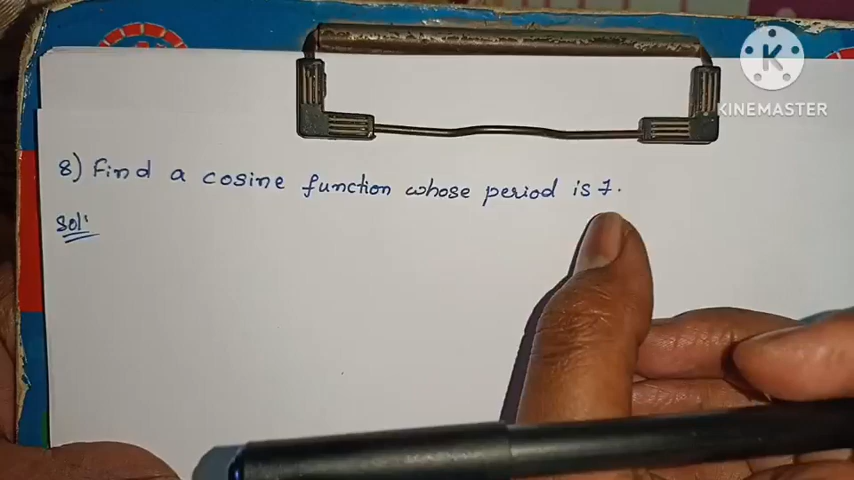 KINEMASTER
8) Find a cosine function whose period is 7.
Sol'